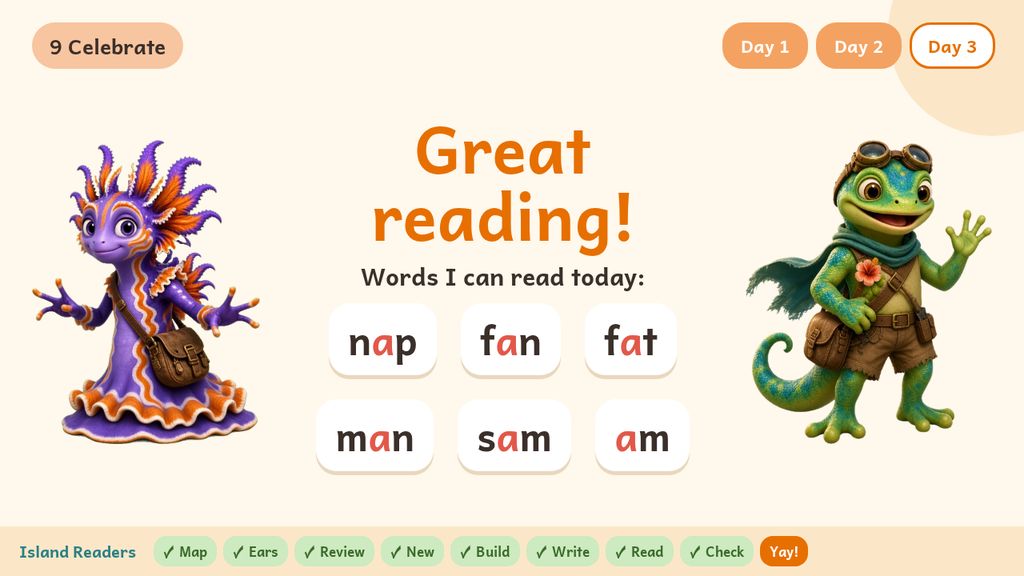 9 Celebrate
Day 1 Day 2 Day 3
Great
reading!
Words I can read today:
nap fan fat
man sam am
Island Readers ✓ Map ✓ Ears ✓ Review ✓ New ✓ Build ✓ Write ✓ Read ✓ Check Yay!